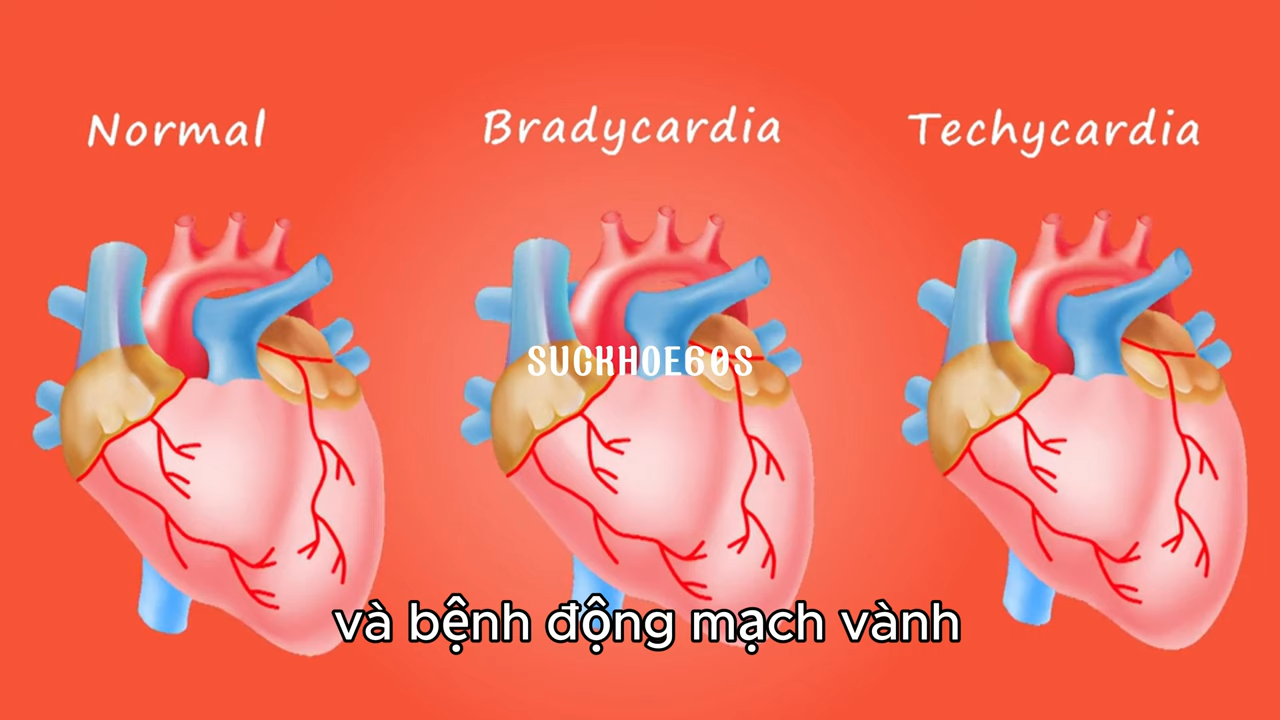 Normal
Bradycardia
Techycardia
SUCKHOE60S
và bệnh động mạch vành